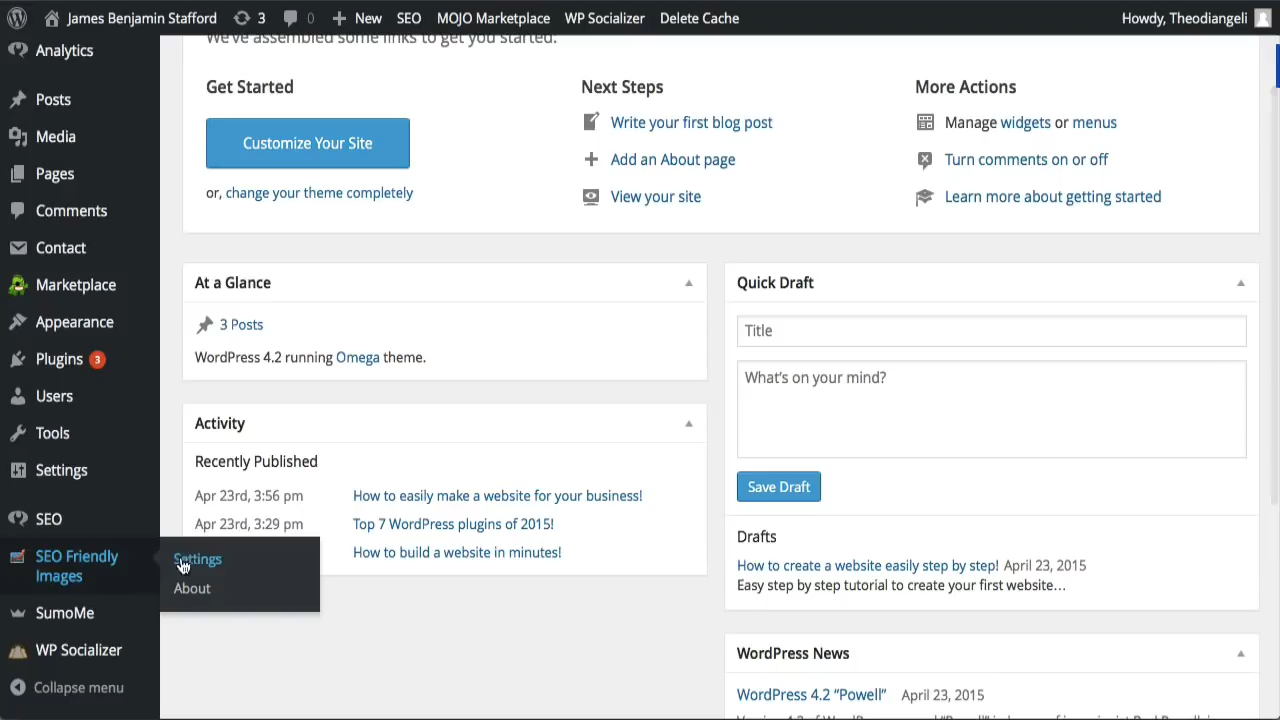 James Benjamin Stafford 3 0 New SEO MOJO Marketplace WP Socializer Delete Cache Howdy, Theodiangeli
Analytics
Posts
Media
Pages
Comments
Contact
Marketplace
Appearance
Plugins 3
Users
Tools
Settings
SEO
SEO Friendly
Images
SumoMe
WP Socializer
Collapse menu
Settings
About
We've assembled some links to get you started:
Get Started
Customize Your Site
or, change your theme completely
Next Steps
Write your first blog post
Add an About page
View your site
More Actions
Manage widgets or menus
Turn comments on or off
Learn more about getting started
At a Glance
3 Posts
WordPress 4.2 running Omega theme.
Activity
Recently Published
Apr 23rd, 3:56 pm How to easily make a website for your business!
Apr 23rd, 3:29 pm Top 7 WordPress plugins of 2015!
How to build a website in minutes!
Quick Draft
Title
What's on your mind?
Save Draft
Drafts
How to create a website easily step by step! April 23, 2015
Easy step by step tutorial to create your first website…
WordPress News
WordPress 4.2 "Powell" April 23, 2015